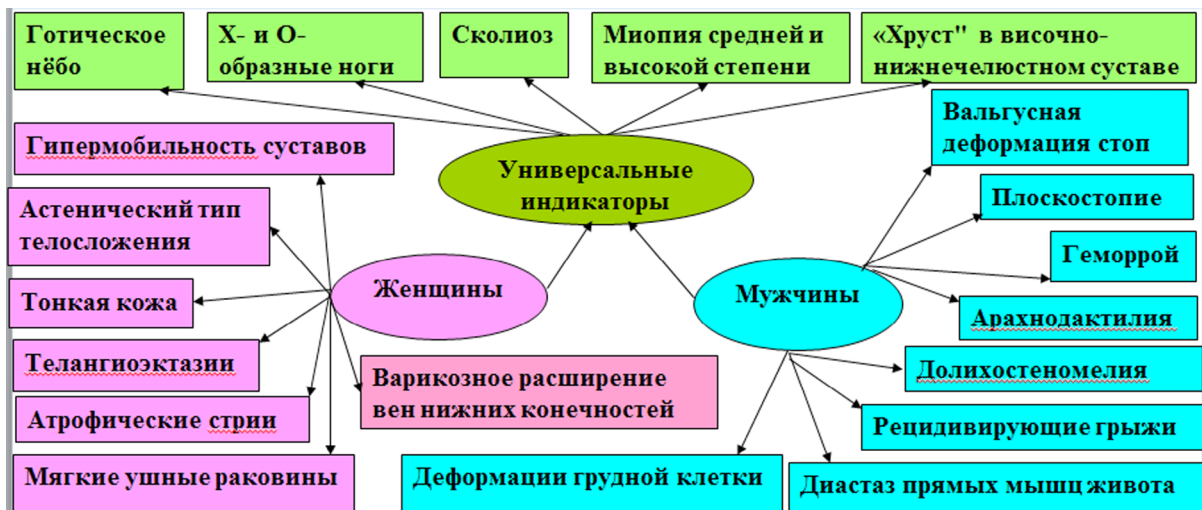 Готическое
нёбо
Х- и О-
образные ноги
Сколиоз
Миопия средней и
высокой степени
«Хруст" в височно-
нижнечелюстном суставе
Гипермобильность суставов
Универсальные
индикаторы
Вальгусная
деформация стоп
Астенический тип
телосложения
Плоскостопие
Женщины
Мужчины
Геморрой
Тонкая кожа
Арахнодактилия
Телангиоэктазии
Варикозное расширение
вен нижних конечностей
Долихостеномелия
Атрофические стрии
Рецидивирующие грыжи
Мягкие ушные раковины
Деформации грудной клетки
Диастаз прямых мышц живота